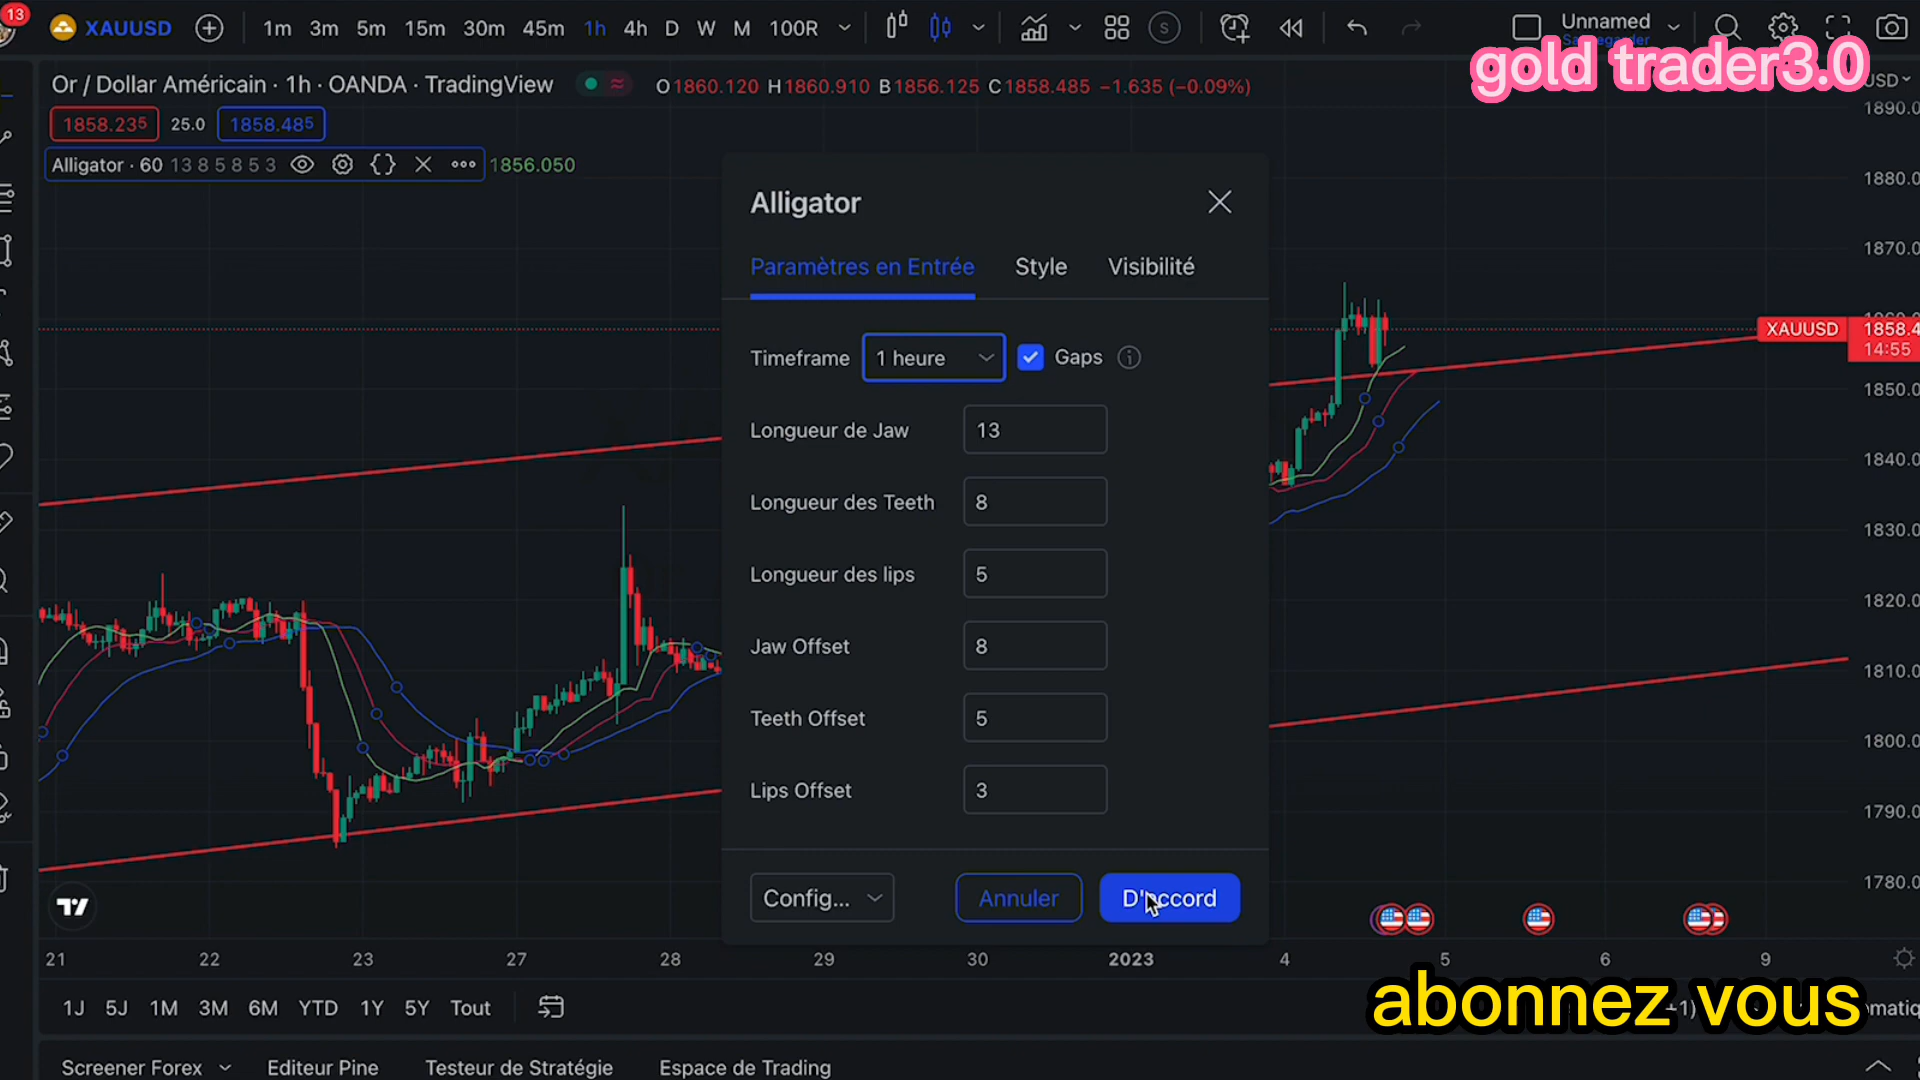 13
XAUUSD 1m 3m 5m 15m 30m 45m 1h 4h D W M 100R S Unnamed
Sauvegarder
gold trader3.0
Or / Dollar Américain · 1h · OANDA · TradingView O1860.120 H1860.910 B1856.125 C1858.485 −1.635 (−0.09%)
USD
1858.235 25.0 1858.485
Alligator · 60 13 8 5 8 5 3 1856.050
1890.0
1880.0
1870.0
1860.0
1850.0
1840.0
1830.0
1820.0
1810.0
1800.0
1790.0
1780.0
XAUUSD 1858.4
14:55
Alligator
Paramètres en Entrée Style Visibilité
Timeframe 1 heure Gaps
Longueur de Jaw 13
Longueur des Teeth 8
Longueur des lips 5
Jaw Offset 8
Teeth Offset 5
Lips Offset 3
Config... Annuler D'accord
21 22 23 27 28 29 30 2023 4 5 6 9
abonnez vous
1J 5J 1M 3M 6M YTD 1Y 5Y Tout +1)
Screener Forex Editeur Pine Testeur de Stratégie Espace de Trading